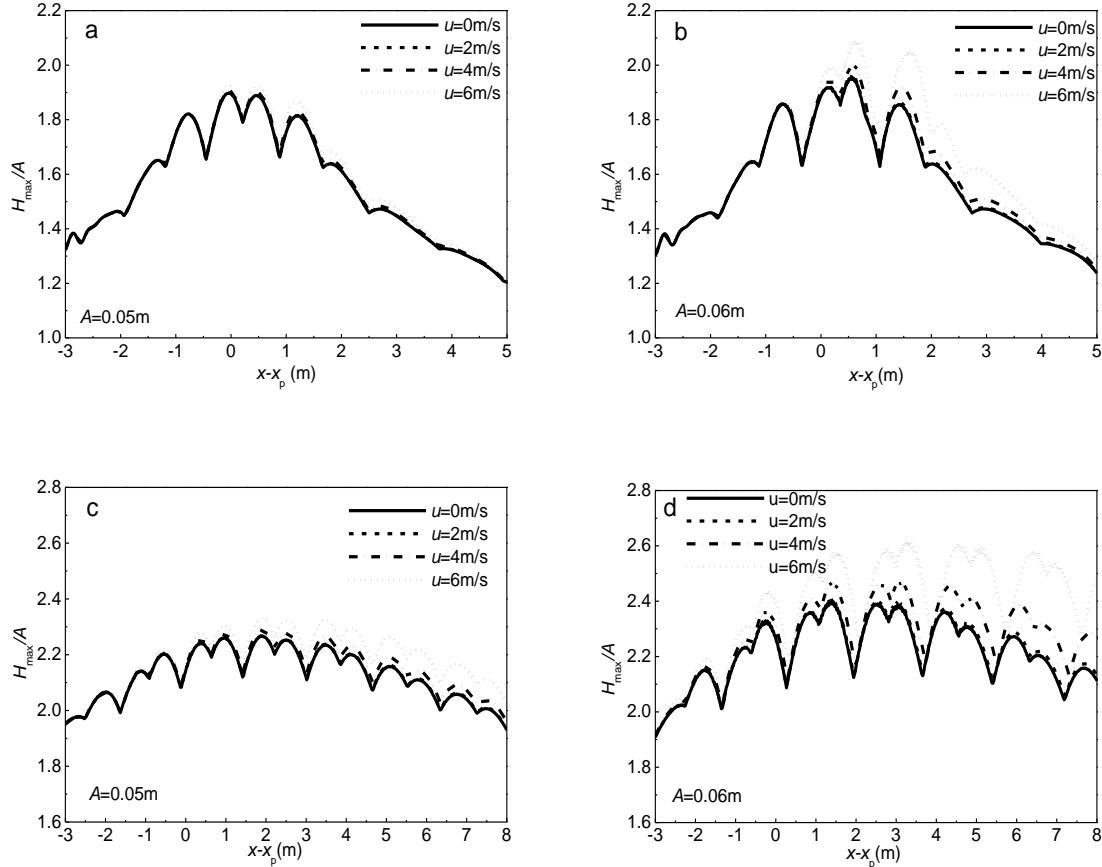 a
u=0m/s
u=2m/s
u=4m/s
u=6m/s
2.2
2.0
1.8
1.6
1.4
1.2
1.0
Hmax/A
A=0.05m
-3 -2 -1 0 1 2 3 4 5
x-xp (m)
b
u=0m/s
u=2m/s
u=4m/s
u=6m/s
2.2
2.0
1.8
1.6
1.4
1.2
1.0
Hmax/A
A=0.06m
-3 -2 -1 0 1 2 3 4 5
x-xp (m)
c
u=0m/s
u=2m/s
u=4m/s
u=6m/s
2.8
2.6
2.4
2.2
2.0
1.8
1.6
Hmax/A
A=0.05m
-3 -2 -1 0 1 2 3 4 5 6 7 8
x-xp (m)
d
u=0m/s
u=2m/s
u=4m/s
u=6m/s
2.8
2.6
2.4
2.2
2.0
1.8
1.6
Hmax/A
A=0.06m
-3 -2 -1 0 1 2 3 4 5 6 7 8
x-xp (m)